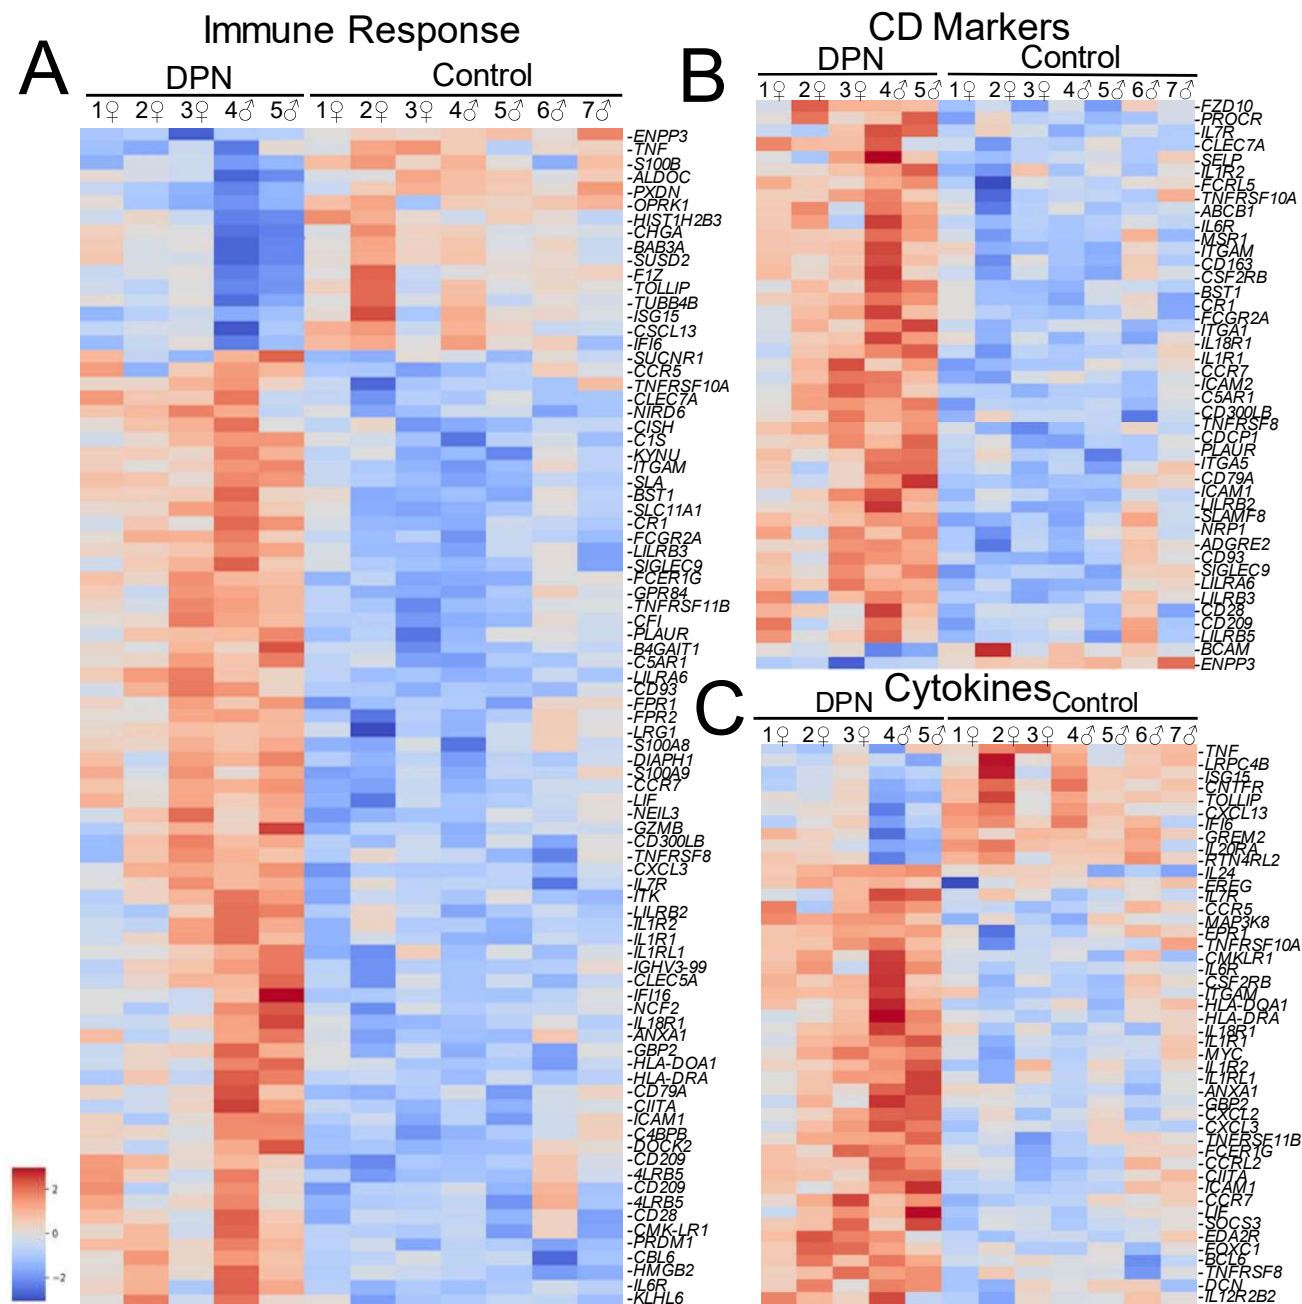 A
Immune Response
DPN
Control
1♀ 2♀ 3♀ 4♂ 5♂ 1♀ 2♀ 3♀ 4♂ 5♂ 6♂ 7♂
-ENPP3
-TNF
-S100B
-ALDOC
-PXDN
-OPRK1
-HIST1H2B3
-CHGA
-BAB3A
-SUSD2
-F1Z
-TOLLIP
-TUBB4B
-ISG15
-CSCL13
-IFI6
-SUCNR1
-CCR5
-TNFRSF10A
-CLEC7A
-NIRD6
-CISH
-C1S
-KYNU
-ITGAM
-SLA
-BST1
-SLC11A1
-CR1
-FCGR2A
-LILRB3
-SIGLEC9
-FCER1G
-GPR84
-TNFRSF11B
-CFI
-PLAUR
-B4GAIT1
-C5AR1
-LILRA6
-CD93
-FPR1
-FPR2
-LRG1
-S100A8
-DIAPH1
-S100A9
-CCR7
-LIF
-NEIL3
-GZMB
-CD300LB
-TNFRSF8
-CXCL3
-IL7R
-ITK
-LILRB2
-IL1R2
-IL1R1
-IL1RL1
-IGHV3-99
-CLEC5A
-IFI16
-NCF2
-IL18R1
-ANXA1
-GBP2
-HLA-DOA1
-HLA-DRA
-CD79A
-CIITA
-ICAM1
-C4BPB
-DOCK2
-CD209
-4LRB5
-CD209
-4LRB5
-CD28
-CMK-LR1
-PRDM1
-CBL6
-HMGB2
-IL6R
-KLHL6
2
0
-2
B
CD Markers
DPN
Control
1♀ 2♀ 3♀ 4♂ 5♂ 1♀ 2♀ 3♀ 4♂ 5♂ 6♂ 7♂
-FZD10
-PROCR
-IL7R
-CLEC7A
-SELP
-IL1R2
-FCRL5
-TNFRSF10A
-ABCB1
-IL6R
-MSR1
-ITGAM
-CD163
-CSF2RB
-BST1
-CR1
-FCGR2A
-ITGA1
-IL18R1
-IL1R1
-CCR7
-ICAM2
-C5AR1
-CD300LB
-TNFRSF8
-CDCP1
-PLAUR
-ITGA5
-CD79A
-ICAM1
-LILRB2
-SLAMF8
-NRP1
-ADGRE2
-CD93
-SIGLEC9
-LILRA6
-LILRB3
-CD28
-CD209
-LILRB5
-BCAM
-ENPP3
C
Cytokines
DPN
Control
1♀ 2♀ 3♀ 4♂ 5♂ 1♀ 2♀ 3♀ 4♂ 5♂ 6♂ 7♂
-TNF
-LRPC4B
-ISG15
-CNTFR
-TOLLIP
-CXCL13
-IFI6
-GREM2
-IL20RA
-RTN4RL2
-IL24
-EREG
-IL7R
-CCR5
-MAP3K8
-FPR1
-TNFRSF10A
-CMKLR1
-IL6R
-CSF2RB
-ITGAM
-HLA-DQA1
-HLA-DRA
-IL18R1
-IL1R1
-MYC
-IL1R2
-IL1RL1
-ANXA1
-GBP2
-CXCL2
-CXCL3
-TNFRSF11B
-FCER1G
-CCRL2
-CIITA
-ICAM1
-CCR7
-LIF
-SOCS3
-EDA2R
-FOXC1
-BCL6
-TNFRSF8
-DCN
-IL12R2B2